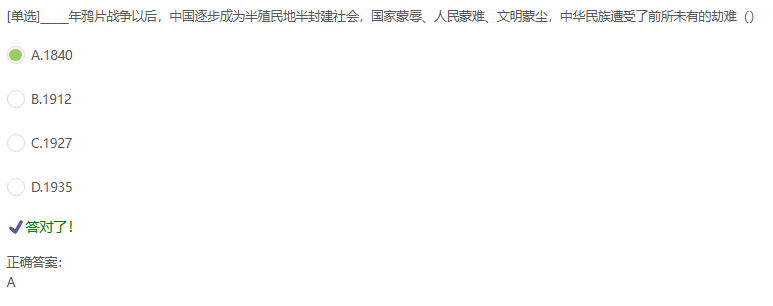 [单选]____年鸦片战争以后，中国逐步成为半殖民地半封建社会，国家蒙辱、人民蒙难、文明蒙尘，中华民族遭受了前所未有的劫难（）
A.1840
B.1912
C.1927
D.1935
答对了!
正确答案：
A